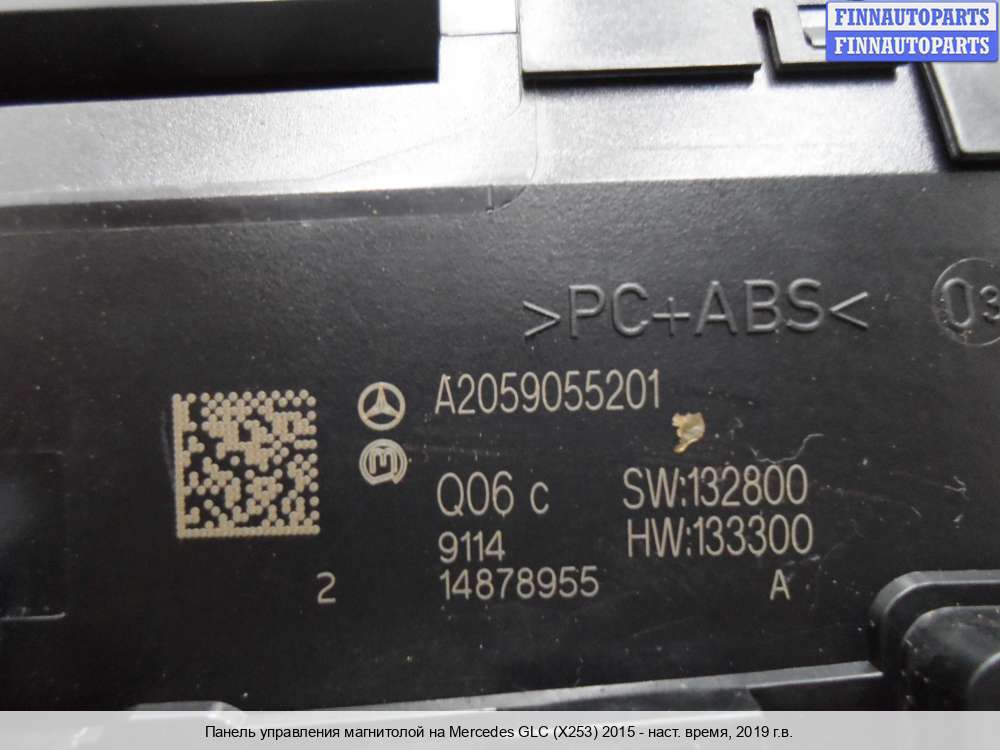 FINNAUTOPARTS
FINNAUTOPARTS
>PC+ABS<
03
A2059055201
Q06 c
SW:132800
9114
HW:133300
2
14878955
A
Панель управления магнитолой на Mercedes GLC (X253) 2015 - наст. время, 2019 г.в.